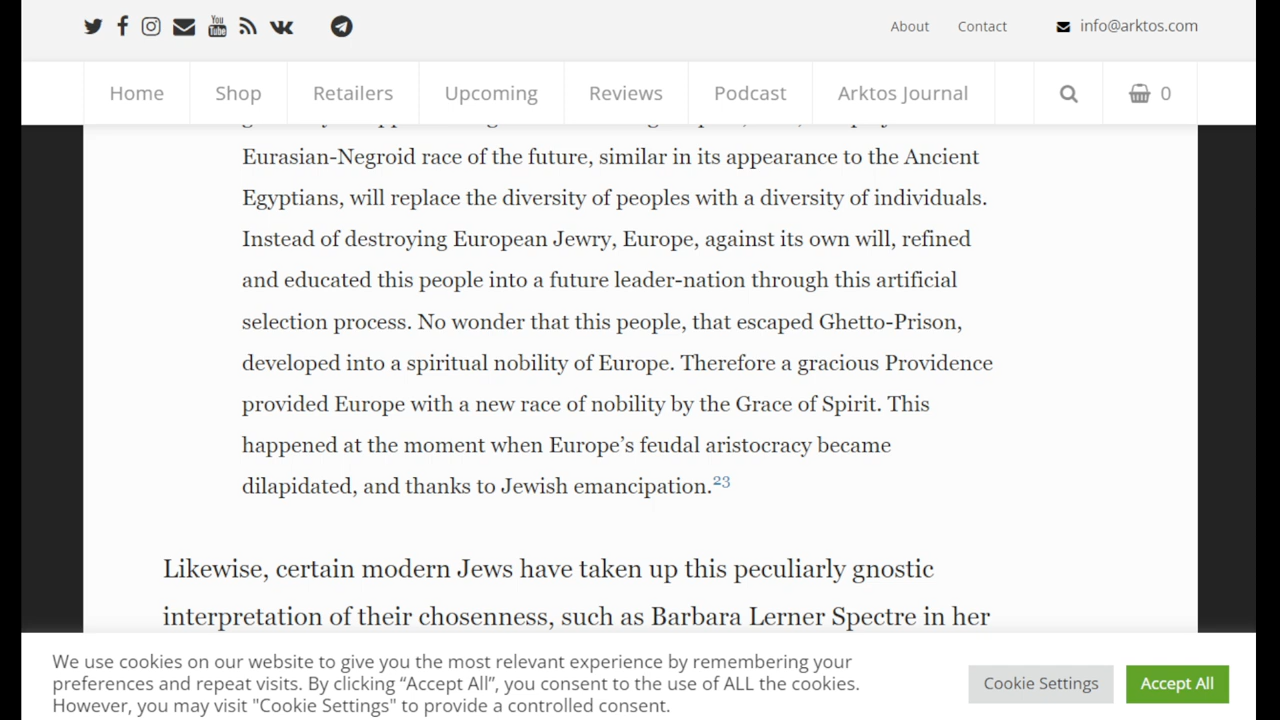 You Tube
About Contact info@arktos.com
Home Shop Retailers Upcoming Reviews Podcast Arktos Journal 0
Eurasian-Negroid race of the future, similar in its appearance to the Ancient
Egyptians, will replace the diversity of peoples with a diversity of individuals.
Instead of destroying European Jewry, Europe, against its own will, refined
and educated this people into a future leader-nation through this artificial
selection process. No wonder that this people, that escaped Ghetto-Prison,
developed into a spiritual nobility of Europe. Therefore a gracious Providence
provided Europe with a new race of nobility by the Grace of Spirit. This
happened at the moment when Europe’s feudal aristocracy became
dilapidated, and thanks to Jewish emancipation.23
Likewise, certain modern Jews have taken up this peculiarly gnostic
interpretation of their chosenness, such as Barbara Lerner Spectre in her
We use cookies on our website to give you the most relevant experience by remembering your
preferences and repeat visits. By clicking “Accept All”, you consent to the use of ALL the cookies.
However, you may visit "Cookie Settings" to provide a controlled consent.
Cookie Settings Accept All